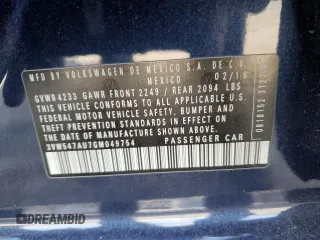 MFD BY VOLKSWAGEN DE MEXICO S.A. DE C.V.
MEXICO 02/16
GVWR4233 GAWR FRONT 2249 / REAR 2094 LBS
THIS VEHICLE CONFORMS TO ALL APPLICABLE U.S.
FEDERAL MOTOR VEHICLE SAFETY, BUMPER AND
THEFT PREVENTION STANDARDS IN EFFECT ON
THE DATE OF MANUFACTURE SHOWN ABOVE.
3VW547AU7GM049754 PASSENGER CAR
DREAMBID